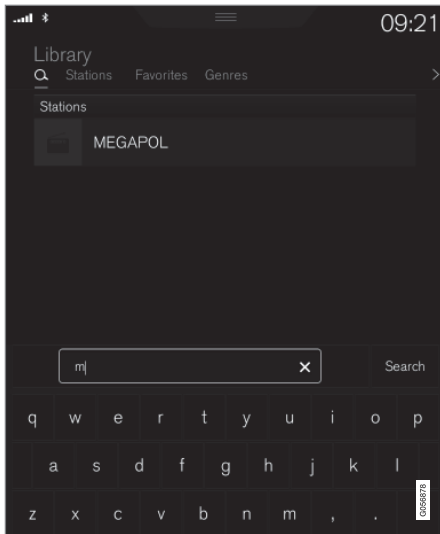 09:21
Library
Stations Favorites Genres
Stations
MEGAPOL
m
Search
q w e r t y u i o p
a s d f g h j k l
z x c v b n m , .
G056878